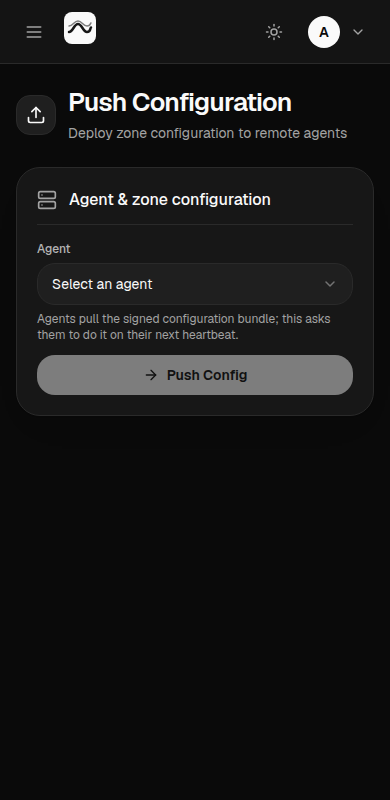 A
Push Configuration
Deploy zone configuration to remote agents
Agent & zone configuration
Agent
Select an agent
Agents pull the signed configuration bundle; this asks
them to do it on their next heartbeat.
Push Config